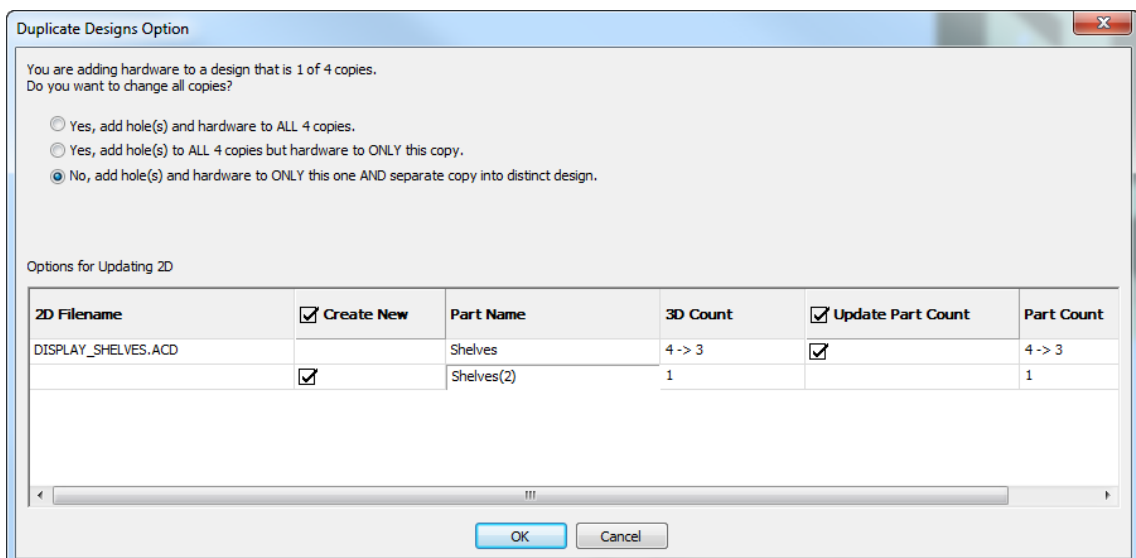 Duplicate Designs Option
You are adding hardware to a design that is 1 of 4 copies.
Do you want to change all copies?
Yes, add hole(s) and hardware to ALL 4 copies.
Yes, add hole(s) to ALL 4 copies but hardware to ONLY this copy.
No, add hole(s) and hardware to ONLY this one AND separate copy into distinct design.
Options for Updating 2D
2D Filename Create New Part Name 3D Count Update Part Count Part Count
DISPLAY_SHELVES.ACD Shelves 4 -> 3 4 -> 3
Shelves(2) 1 1
OK Cancel